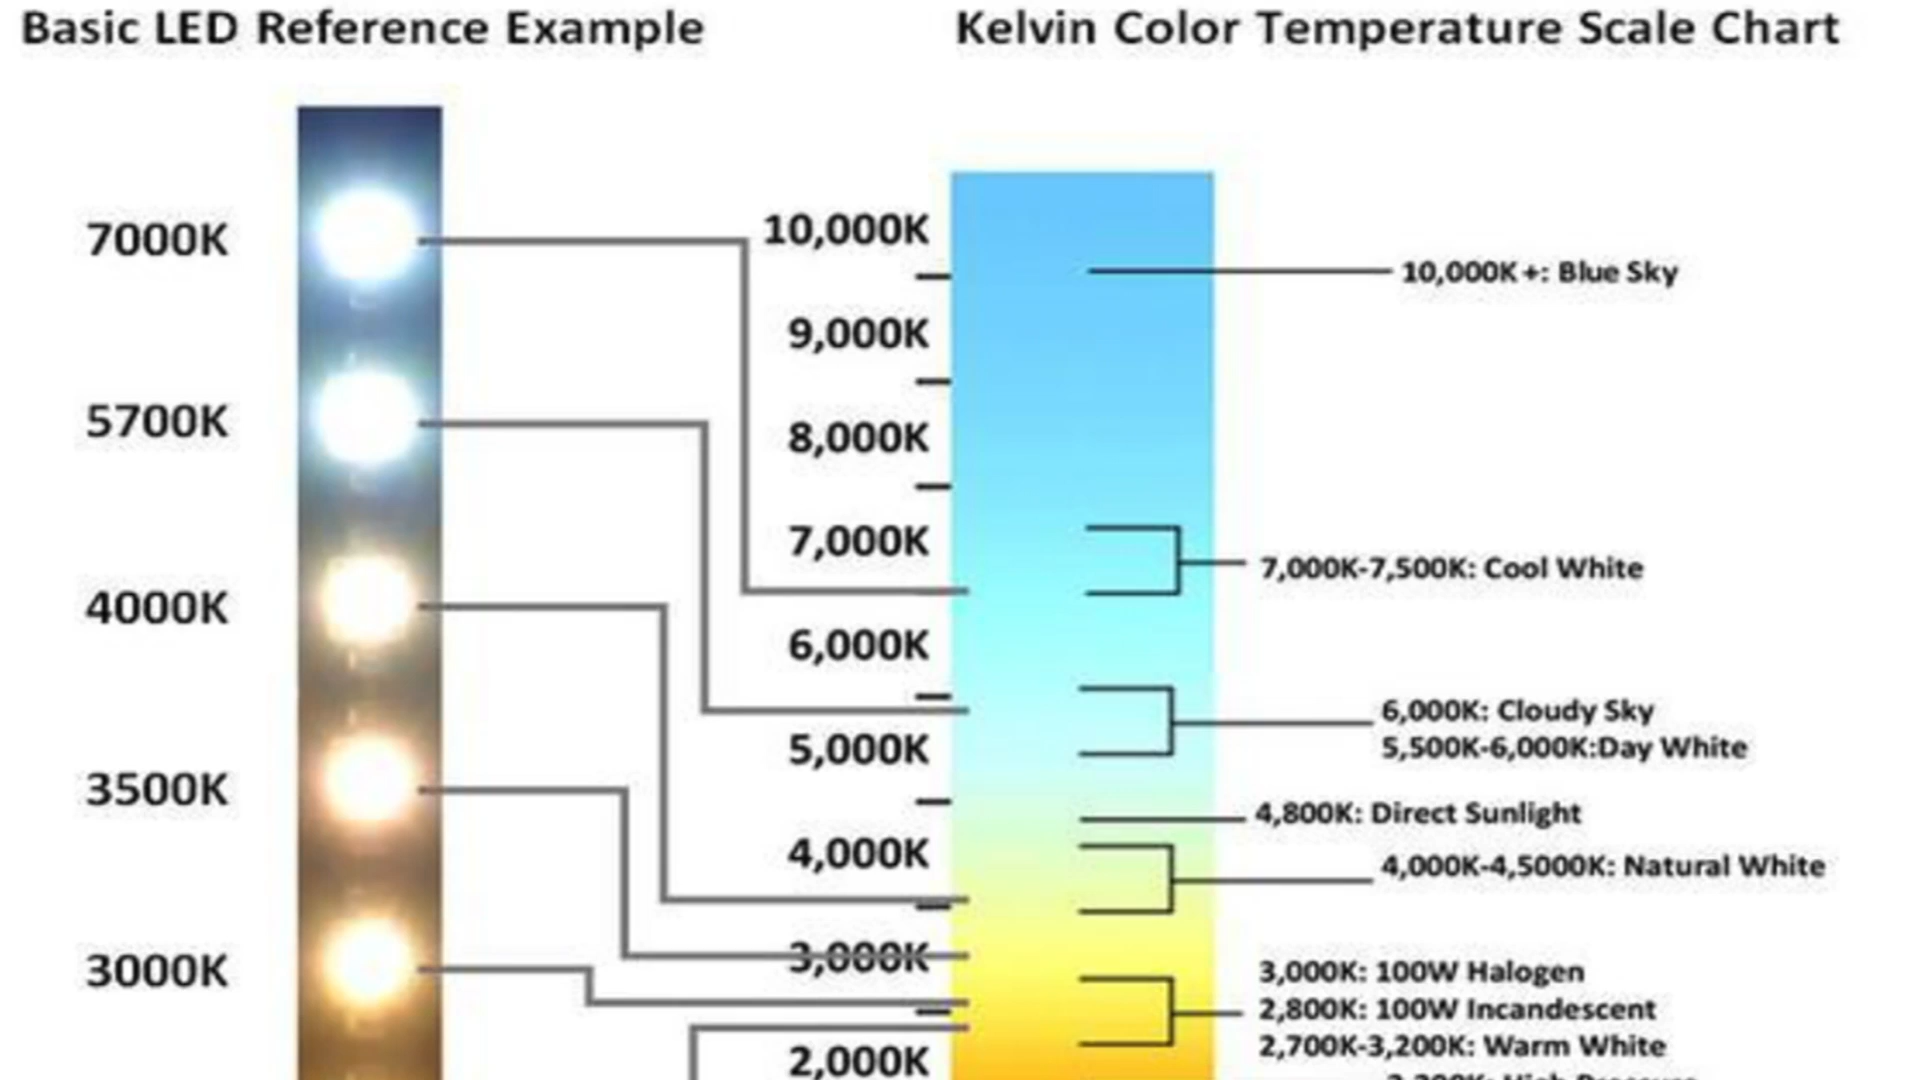 Basic LED Reference Example
Kelvin Color Temperature Scale Chart
7000K
5700K
4000K
3500K
3000K
10,000K
9,000K
8,000K
7,000K
6,000K
5,000K
4,000K
3,000K
2,000K
10,000K +: Blue Sky
7,000K-7,500K: Cool White
6,000K: Cloudy Sky
5,500K-6,000K:Day White
4,800K: Direct Sunlight
4,000K-4,5000K: Natural White
3,000K: 100W Halogen
2,800K: 100W Incandescent
2,700K-3,200K: Warm White